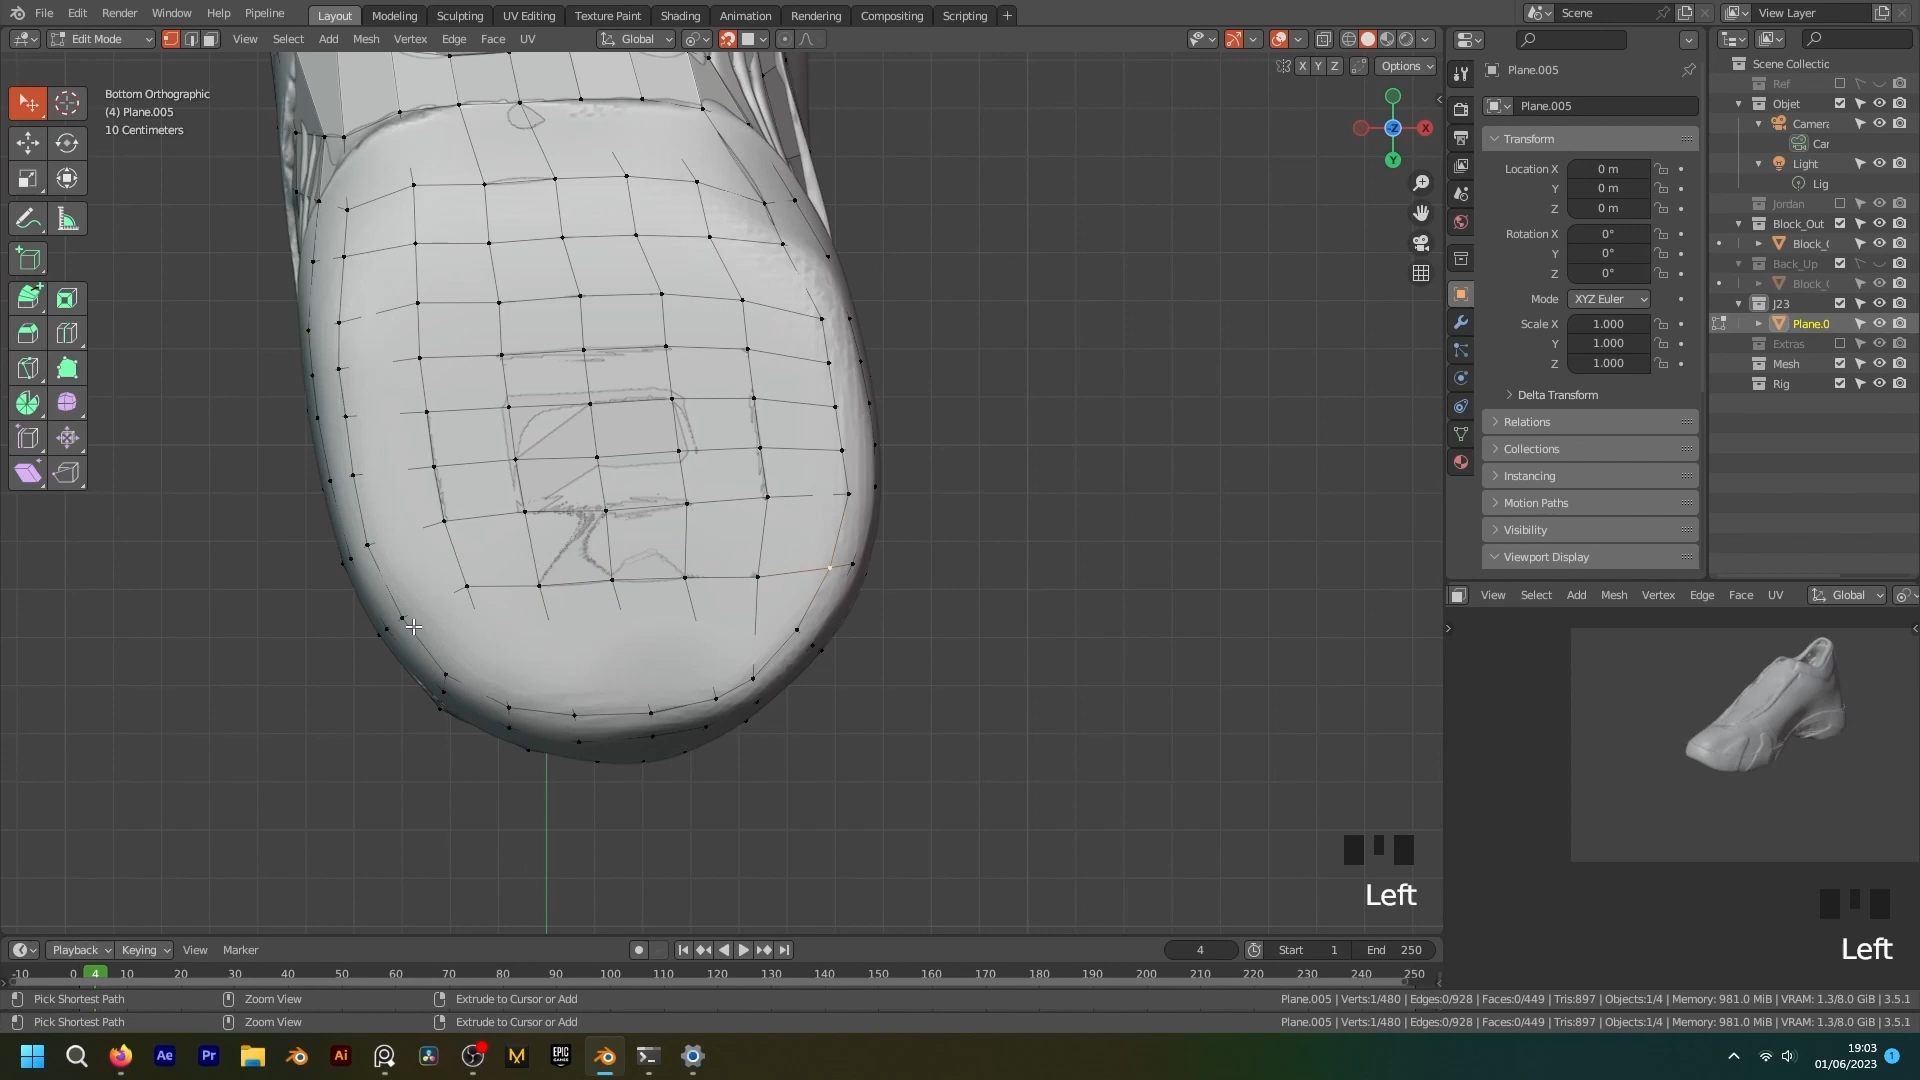 File Edit Render Window Help Pipeline Layout Modeling Sculpting UV Editing Texture Paint Shading Animation Rendering Compositing Scripting + Scene View Layer
Edit Mode View Select Add Mesh Vertex Edge Face UV Global
X Y Z Options
Bottom Orthographic
(4) Plane.005
10 Centimeters
-Z X
Y
Plane.005
Plane.005
Transform
Location X 0 m
Y 0 m
Z 0 m
Rotation X 0°
Y 0°
Z 0°
Mode XYZ Euler
Scale X 1.000
Y 1.000
Z 1.000
Delta Transform
Relations
Collections
Instancing
Motion Paths
Visibility
Viewport Display
Scene Collectic
Ref
Objet
Camera
Car
Light
Lig
Jordan
Block_Out
Block_(
Back_Up
Block_(
J23
Plane.0
Extras
Mesh
Rig
View Select Add Mesh Vertex Edge Face UV Global
Left
Left
Playback Keying View Marker 4 Start 1 End 250
-10 0 4 10 20 30 40 50 60 70 80 90 100 110 120 130 140 150 160 170 180 190 200 210 220 230 240 250
Pick Shortest Path Zoom View Extrude to Cursor or Add Plane.005 | Verts:1/480 | Edges:0/928 | Faces:0/449 | Tris:897 | Objects:1/4 | Memory: 981.0 MiB | VRAM: 1.3/8.0 GiB | 3.5.1
Pick Shortest Path Zoom View Extrude to Cursor or Add Plane.005 | Verts:1/480 | Edges:0/928 | Faces:0/449 | Tris:897 | Objects:1/4 | Memory: 981.0 MiB | VRAM: 1.3/8.0 GiB | 3.5.1
Ae Pr Ai M EPIC GAMES
19:03
01/06/2023 1